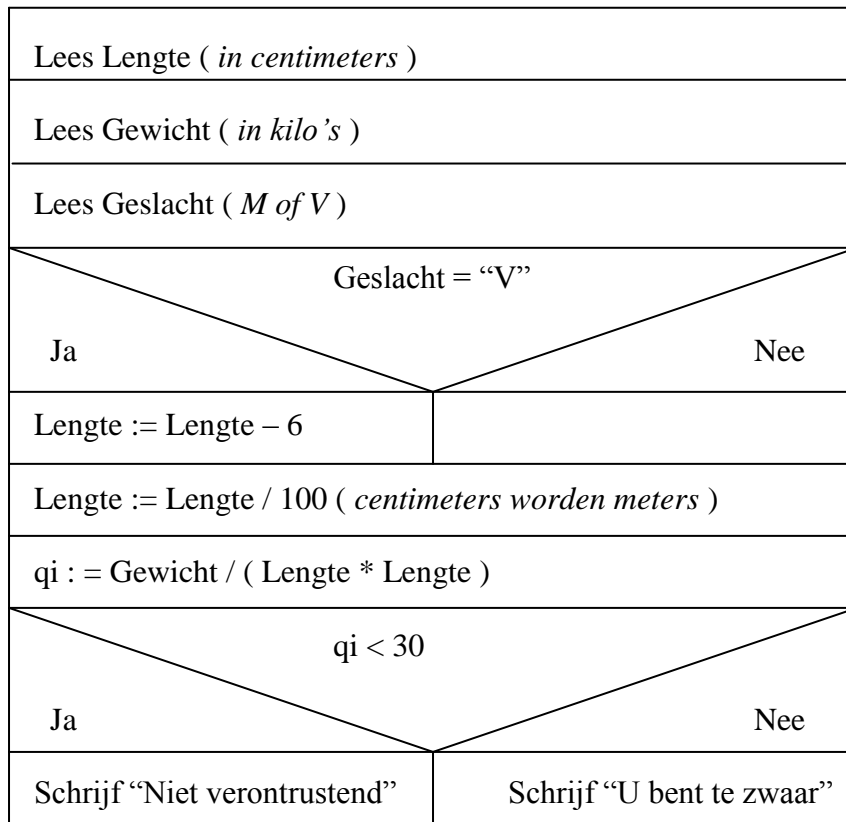 Lees Lengte ( in centimeters )
Lees Gewicht ( in kilo’s )
Lees Geslacht ( M of V )
Geslacht = “V”
Ja Nee
Lengte := Lengte – 6
Lengte := Lengte / 100 ( centimeters worden meters )
qi : = Gewicht / ( Lengte * Lengte )
qi < 30
Ja Nee
Schrijf “Niet verontrustend” Schrijf “U bent te zwaar”